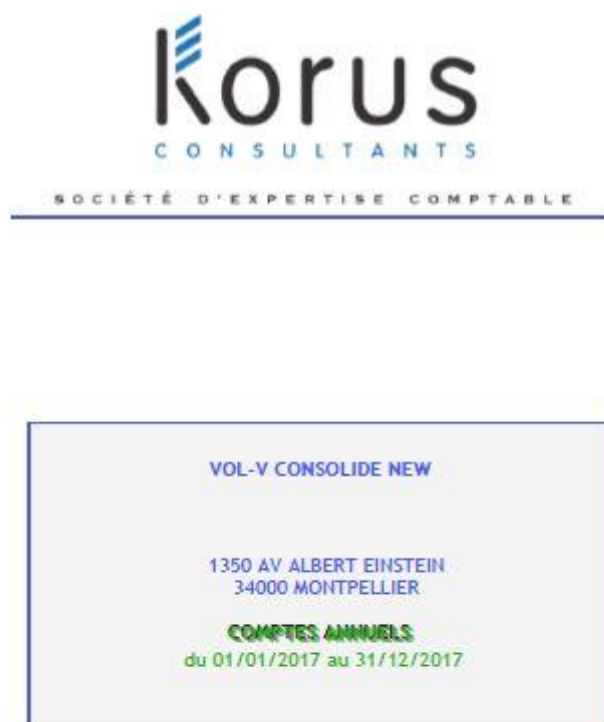 Korus
CONSULTANTS
SOCIÉTÉ D'EXPERTISE COMPTABLE
VOL-V CONSOLIDE NEW
1350 AV ALBERT EINSTEIN
34000 MONTPELLIER
COMPTES ANNUELS
du 01/01/2017 au 31/12/2017